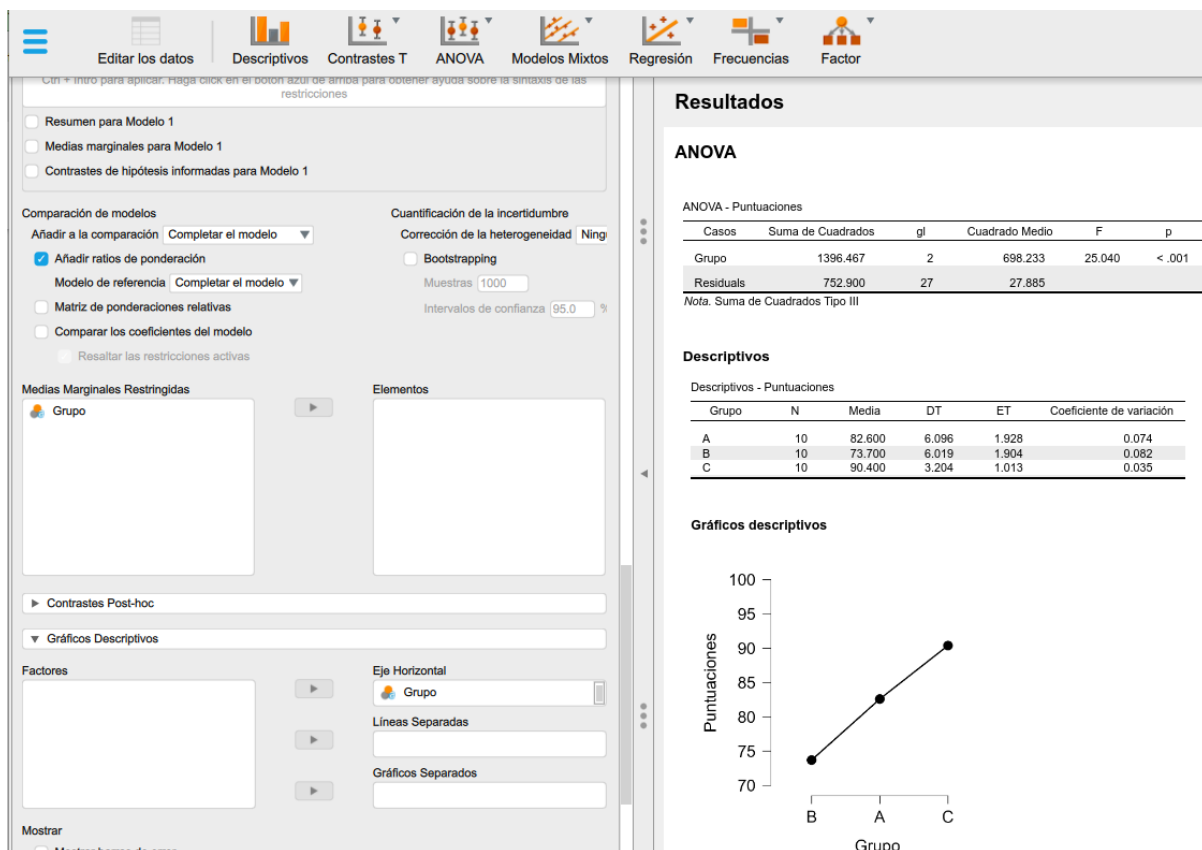 Editar los datos Descriptivos Contrastes T ANOVA Modelos Mixtos Regresión Frecuencias Factor
Ctrl + Intro para aplicar. Haga click en el botón azul de arriba para obtener ayuda sobre la sintaxis de las
restricciones
Resumen para Modelo 1
Medias marginales para Modelo 1
Contrastes de hipótesis informadas para Modelo 1
Comparación de modelos
Añadir a la comparación Completar el modelo
Añadir ratios de ponderación
Modelo de referencia Completar el modelo
Matriz de ponderaciones relativas
Comparar los coeficientes del modelo
Resaltar las restricciones activas
Cuantificación de la incertidumbre
Corrección de la heterogeneidad Ning
Bootstrapping
Muestras 1000
Intervalos de confianza 95.0 %
Medias Marginales Restringidas
Grupo
Elementos
Contrastes Post-hoc
Gráficos Descriptivos
Factores
Eje Horizontal
Grupo
Líneas Separadas
Gráficos Separados
Mostrar
Resultados
ANOVA
ANOVA - Puntuaciones
Casos Suma de Cuadrados gl Cuadrado Medio F p
Grupo 1396.467 2 698.233 25.040 < .001
Residuals 752.900 27 27.885
Nota. Suma de Cuadrados Tipo III
Descriptivos
Descriptivos - Puntuaciones
Grupo N Media DT ET Coeficiente de variación
A 10 82.600 6.096 1.928 0.074
B 10 73.700 6.019 1.904 0.082
C 10 90.400 3.204 1.013 0.035
Gráficos descriptivos
100
95
90
85
80
75
70
Puntuaciones
B A C
Grupo